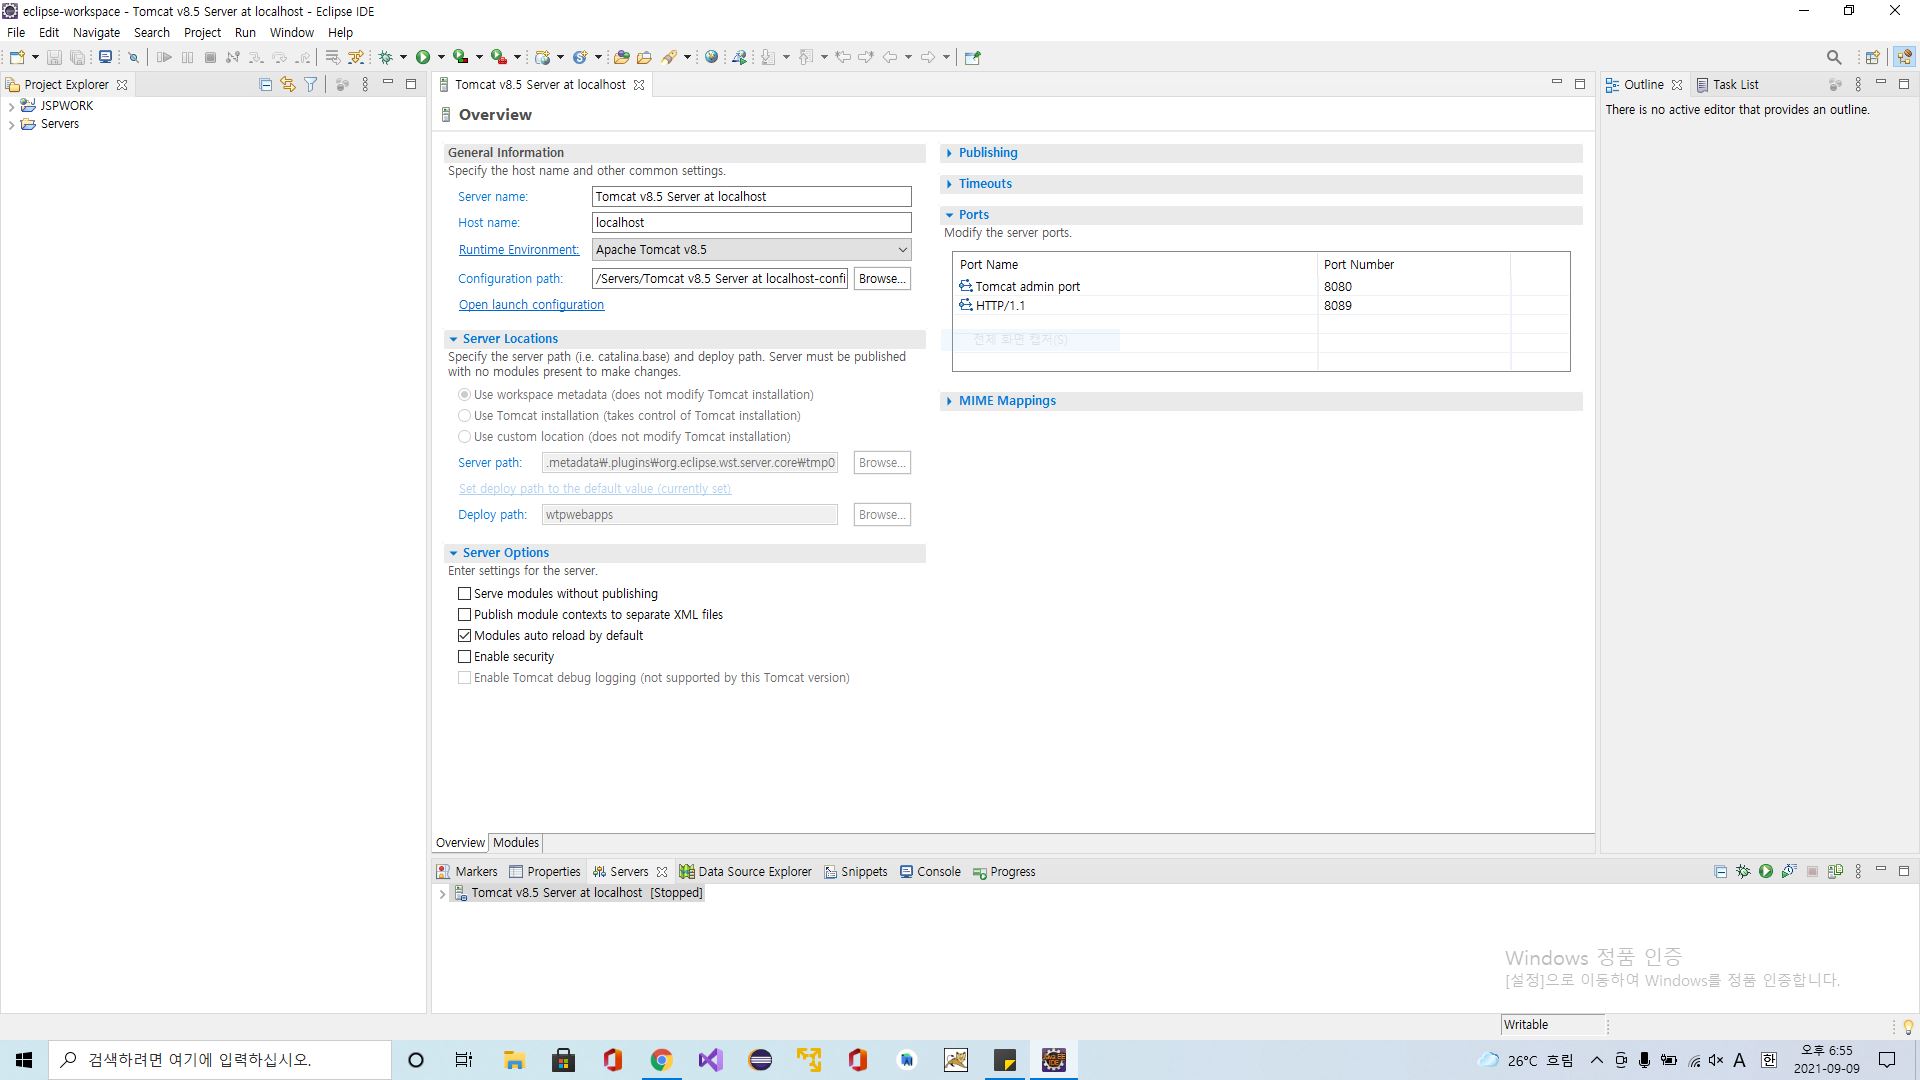 eclipse-workspace - Tomcat v8.5 Server at localhost - Eclipse IDE
File Edit Navigate Search Project Run Window Help
Project Explorer
JSPWORK
Servers
Tomcat v8.5 Server at localhost
Overview
General Information
Specify the host name and other common settings.
Server name: Tomcat v8.5 Server at localhost
Host name: localhost
Runtime Environment: Apache Tomcat v8.5
Configuration path: /Servers/Tomcat v8.5 Server at localhost-confi Browse...
Open launch configuration
Server Locations
Specify the server path (i.e. catalina.base) and deploy path. Server must be published
with no modules present to make changes.
Use workspace metadata (does not modify Tomcat installation)
Use Tomcat installation (takes control of Tomcat installation)
Use custom location (does not modify Tomcat installation)
Server path: .metadata₩.plugins₩org.eclipse.wst.server.core₩tmp0 Browse...
Set deploy path to the default value (currently set)
Deploy path: wtpwebapps Browse...
Server Options
Enter settings for the server.
Serve modules without publishing
Publish module contexts to separate XML files
Modules auto reload by default
Enable security
Enable Tomcat debug logging (not supported by this Tomcat version)
Publishing
Timeouts
Ports
Modify the server ports.
Port Name Port Number
Tomcat admin port 8080
HTTP/1.1 8089
전체 화면 캡저(S)
MIME Mappings
Overview Modules
Outline Task List
There is no active editor that provides an outline.
Markers Properties Servers Data Source Explorer Snippets Console Progress
Tomcat v8.5 Server at localhost [Stopped]
Windows 정품 인증
[설정]으로 이동하여 Windows를 정품 인증합니다.
Writable
검색하려면 여기에 입력하십시오.
26°C 흐림 A 한 오후 6:55
2021-09-09